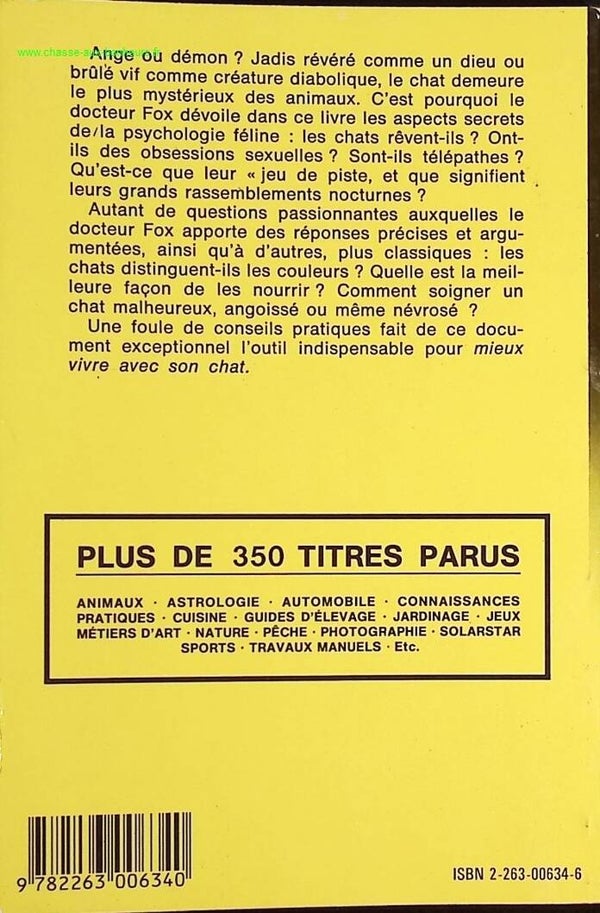 Ange ou démon ? Jadis révéré comme un dieu ou
brûlé vif comme créature diabolique, le chat demeure
le plus mystérieux des animaux. C'est pourquoi le
docteur Fox dévoile dans ce livre les aspects secrets
de/la psychologie féline : les chats rêvent-ils ? Ont-
ils des obsessions sexuelles ? Sont-ils télépathes ?
Qu'est-ce que leur « jeu de piste, et que signifient
leurs grands rassemblements nocturnes ?
Autant de questions passionnantes auxquelles le
docteur Fox apporte des réponses précises et argu-
mentées, ainsi qu'à d'autres, plus classiques : les
chats distinguent-ils les couleurs ? Quelle est la meil-
leure façon de les nourrir ? Comment soigner un
chat malheureux, angoissé ou même névrosé ?
Une foule de conseils pratiques fait de ce docu-
ment exceptionnel l'outil indispensable pour mieux
vivre avec son chat.
PLUS DE 350 TITRES PARUS
ANIMAUX · ASTROLOGIE · AUTOMOBILE · CONNAISSANCES
PRATIQUES · CUISINE · GUIDES D'ÉLEVAGE · JARDINAGE · JEUX
MÉTIERS D'ART · NATURE · PÊCHE · PHOTOGRAPHIE · SOLARSTAR
SPORTS · TRAVAUX MANUELS · Etc.
9 782263 006340
ISBN 2-263-00634-6